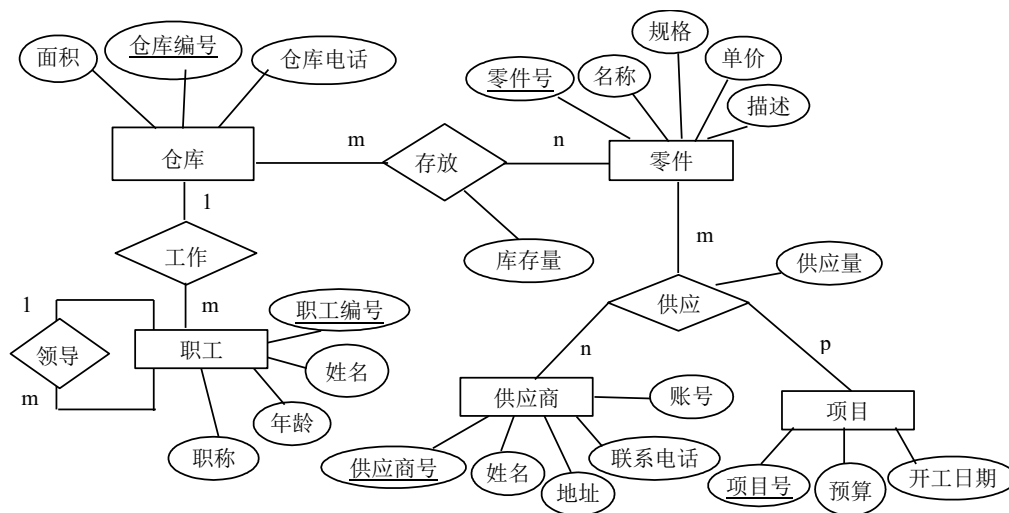 规格
面积
仓库编号
仓库电话
零件号
名称
单价
描述
仓库
m
存放
n
零件
1
工作
库存量
m
供应量
1
m
职工编号
供应
领导
职工
姓名
n
p
m
年龄
供应商
账号
项目
职称
供应商号
姓名
地址
联系电话
项目号
预算
开工日期